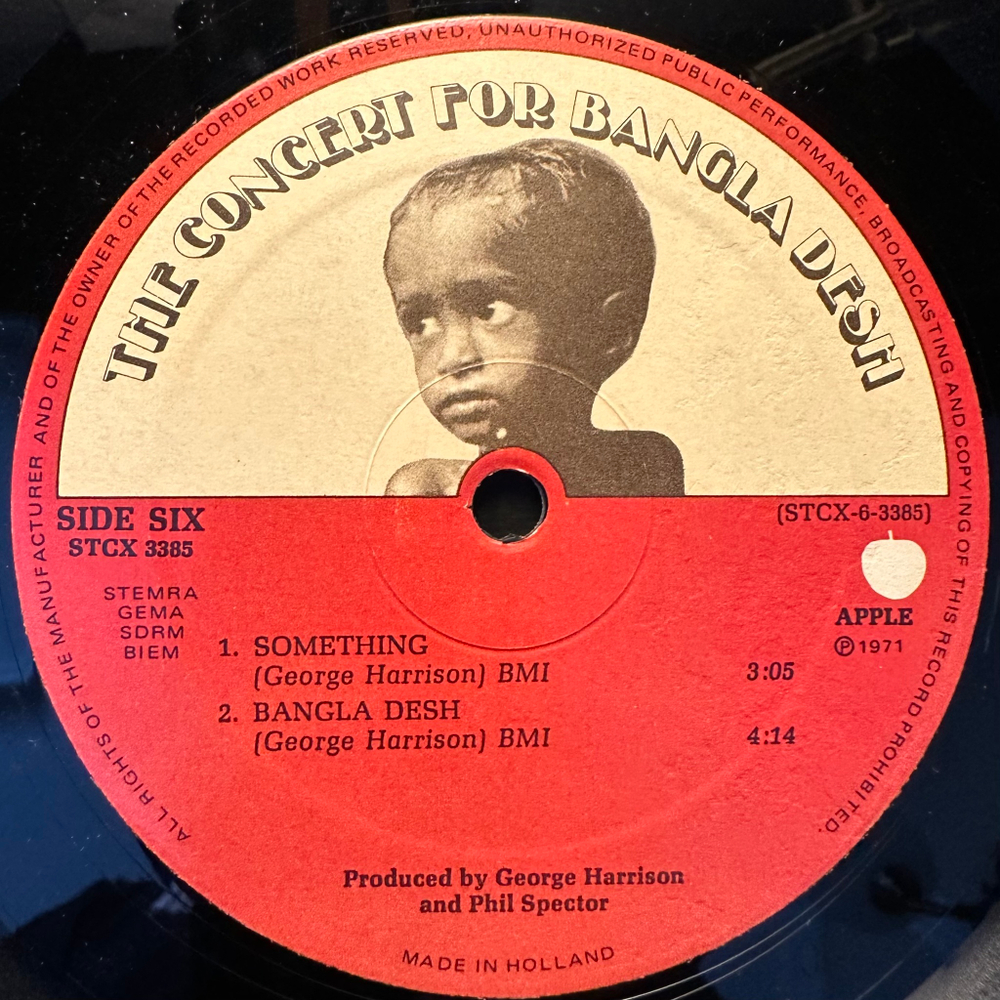 ALL RIGHTS OF THE MANUFACTURER AND OF THE OWNER OF THE RECORDED WORK RESERVED, UNAUTHORIZED PUBLIC PERFORMANCE, BROADCASTING AND COPYING OF THIS RECORD PROHIBITED.
THE CONCERT FOR BANGLA DESH
SIDE SIX
STCX 3385
(STCX-6-3385)
STEMRA
GEMA
SDRM
BIEM
APPLE
Ⓟ 1971
1. SOMETHING
(George Harrison) BMI 3:05
2. BANGLA DESH
(George Harrison) BMI 4:14
Produced by George Harrison
and Phil Spector
MADE IN HOLLAND